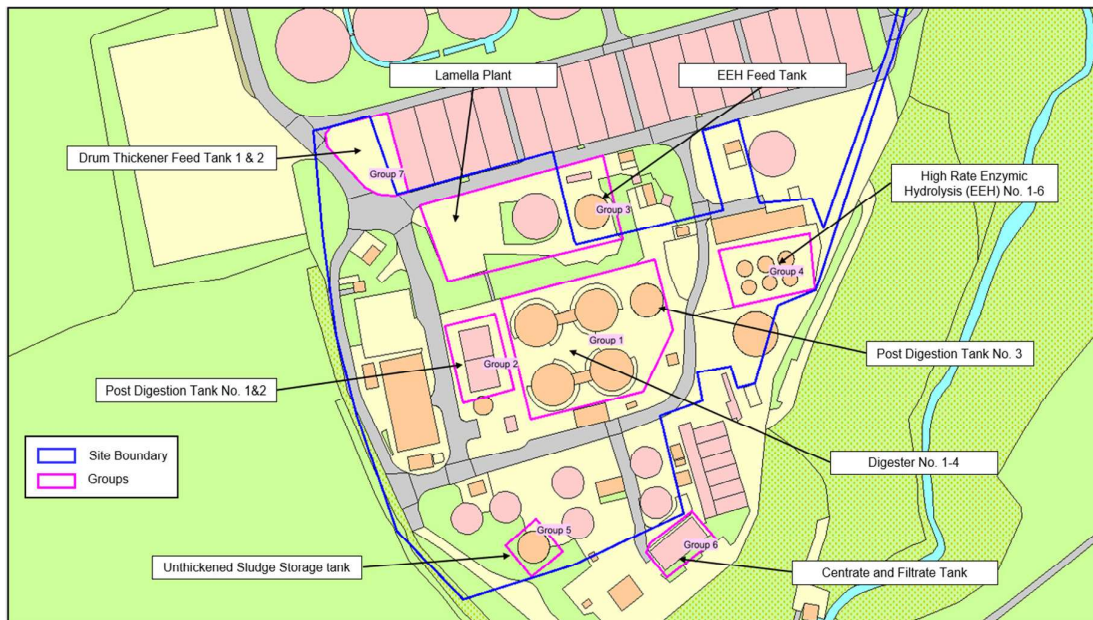 Lamella Plant
EEH Feed Tank
Drum Thickener Feed Tank 1 & 2
Group 7
High Rate Enzymic
Hydrolysis (EEH) No. 1-6
Group 3
Group 4
Group 1
Post Digestion Tank No. 3
Group 2
Post Digestion Tank No. 1&2
Site Boundary
Groups
Digester No. 1-4
Group 5
Group 6
Unthickened Sludge Storage tank
Centrate and Filtrate Tank